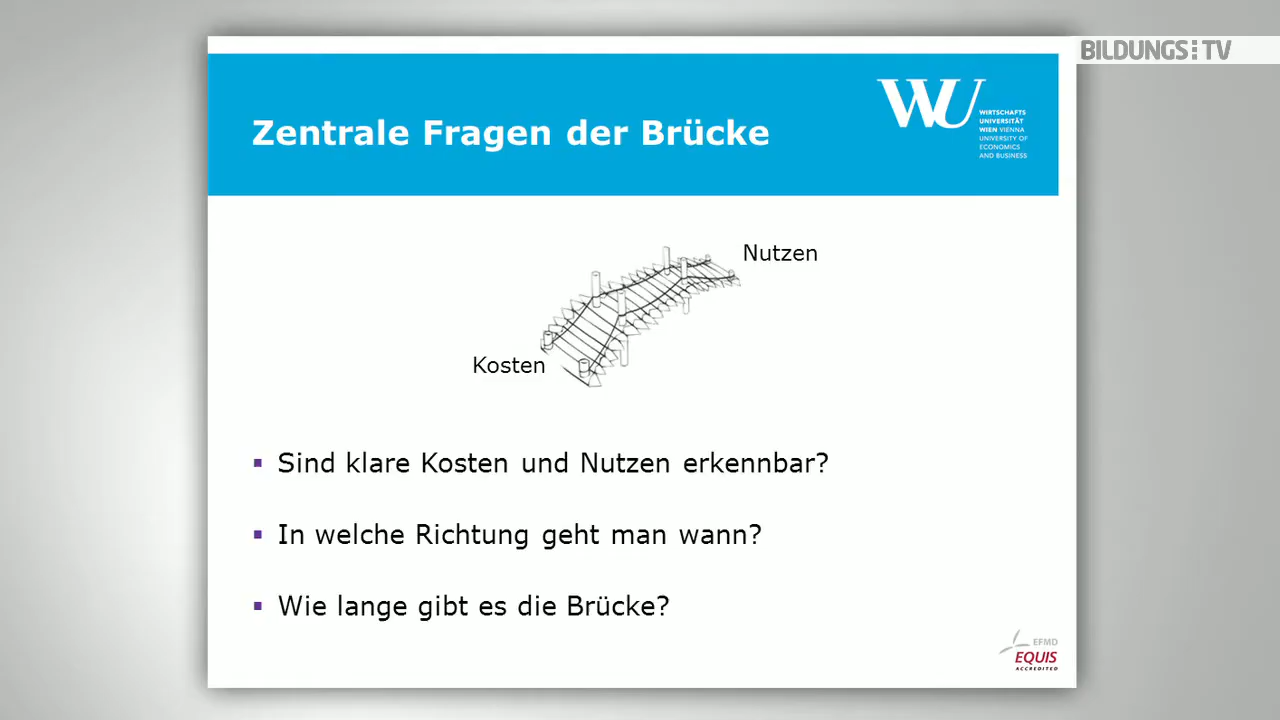 BILDUNGS:TV
Zentrale Fragen der Brücke
WU
WIRTSCHAFTS
UNIVERSITÄT
WIEN VIENNA
UNIVERSITY OF
ECONOMICS
AND BUSINESS
Nutzen
Kosten
Sind klare Kosten und Nutzen erkennbar?
In welche Richtung geht man wann?
Wie lange gibt es die Brücke?
EFMD
EQUIS
ACCREDITED